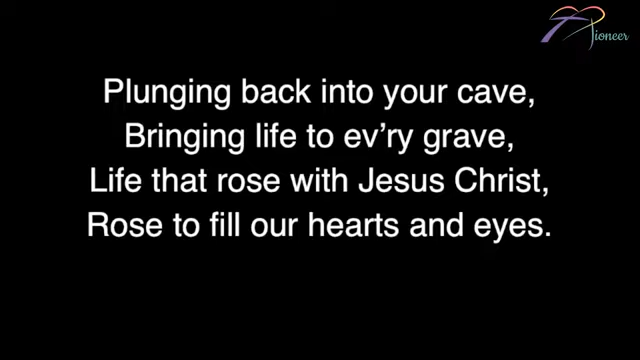 Pioneer
Plunging back into your cave,
Bringing life to ev’ry grave,
Life that rose with Jesus Christ,
Rose to fill our hearts and eyes.